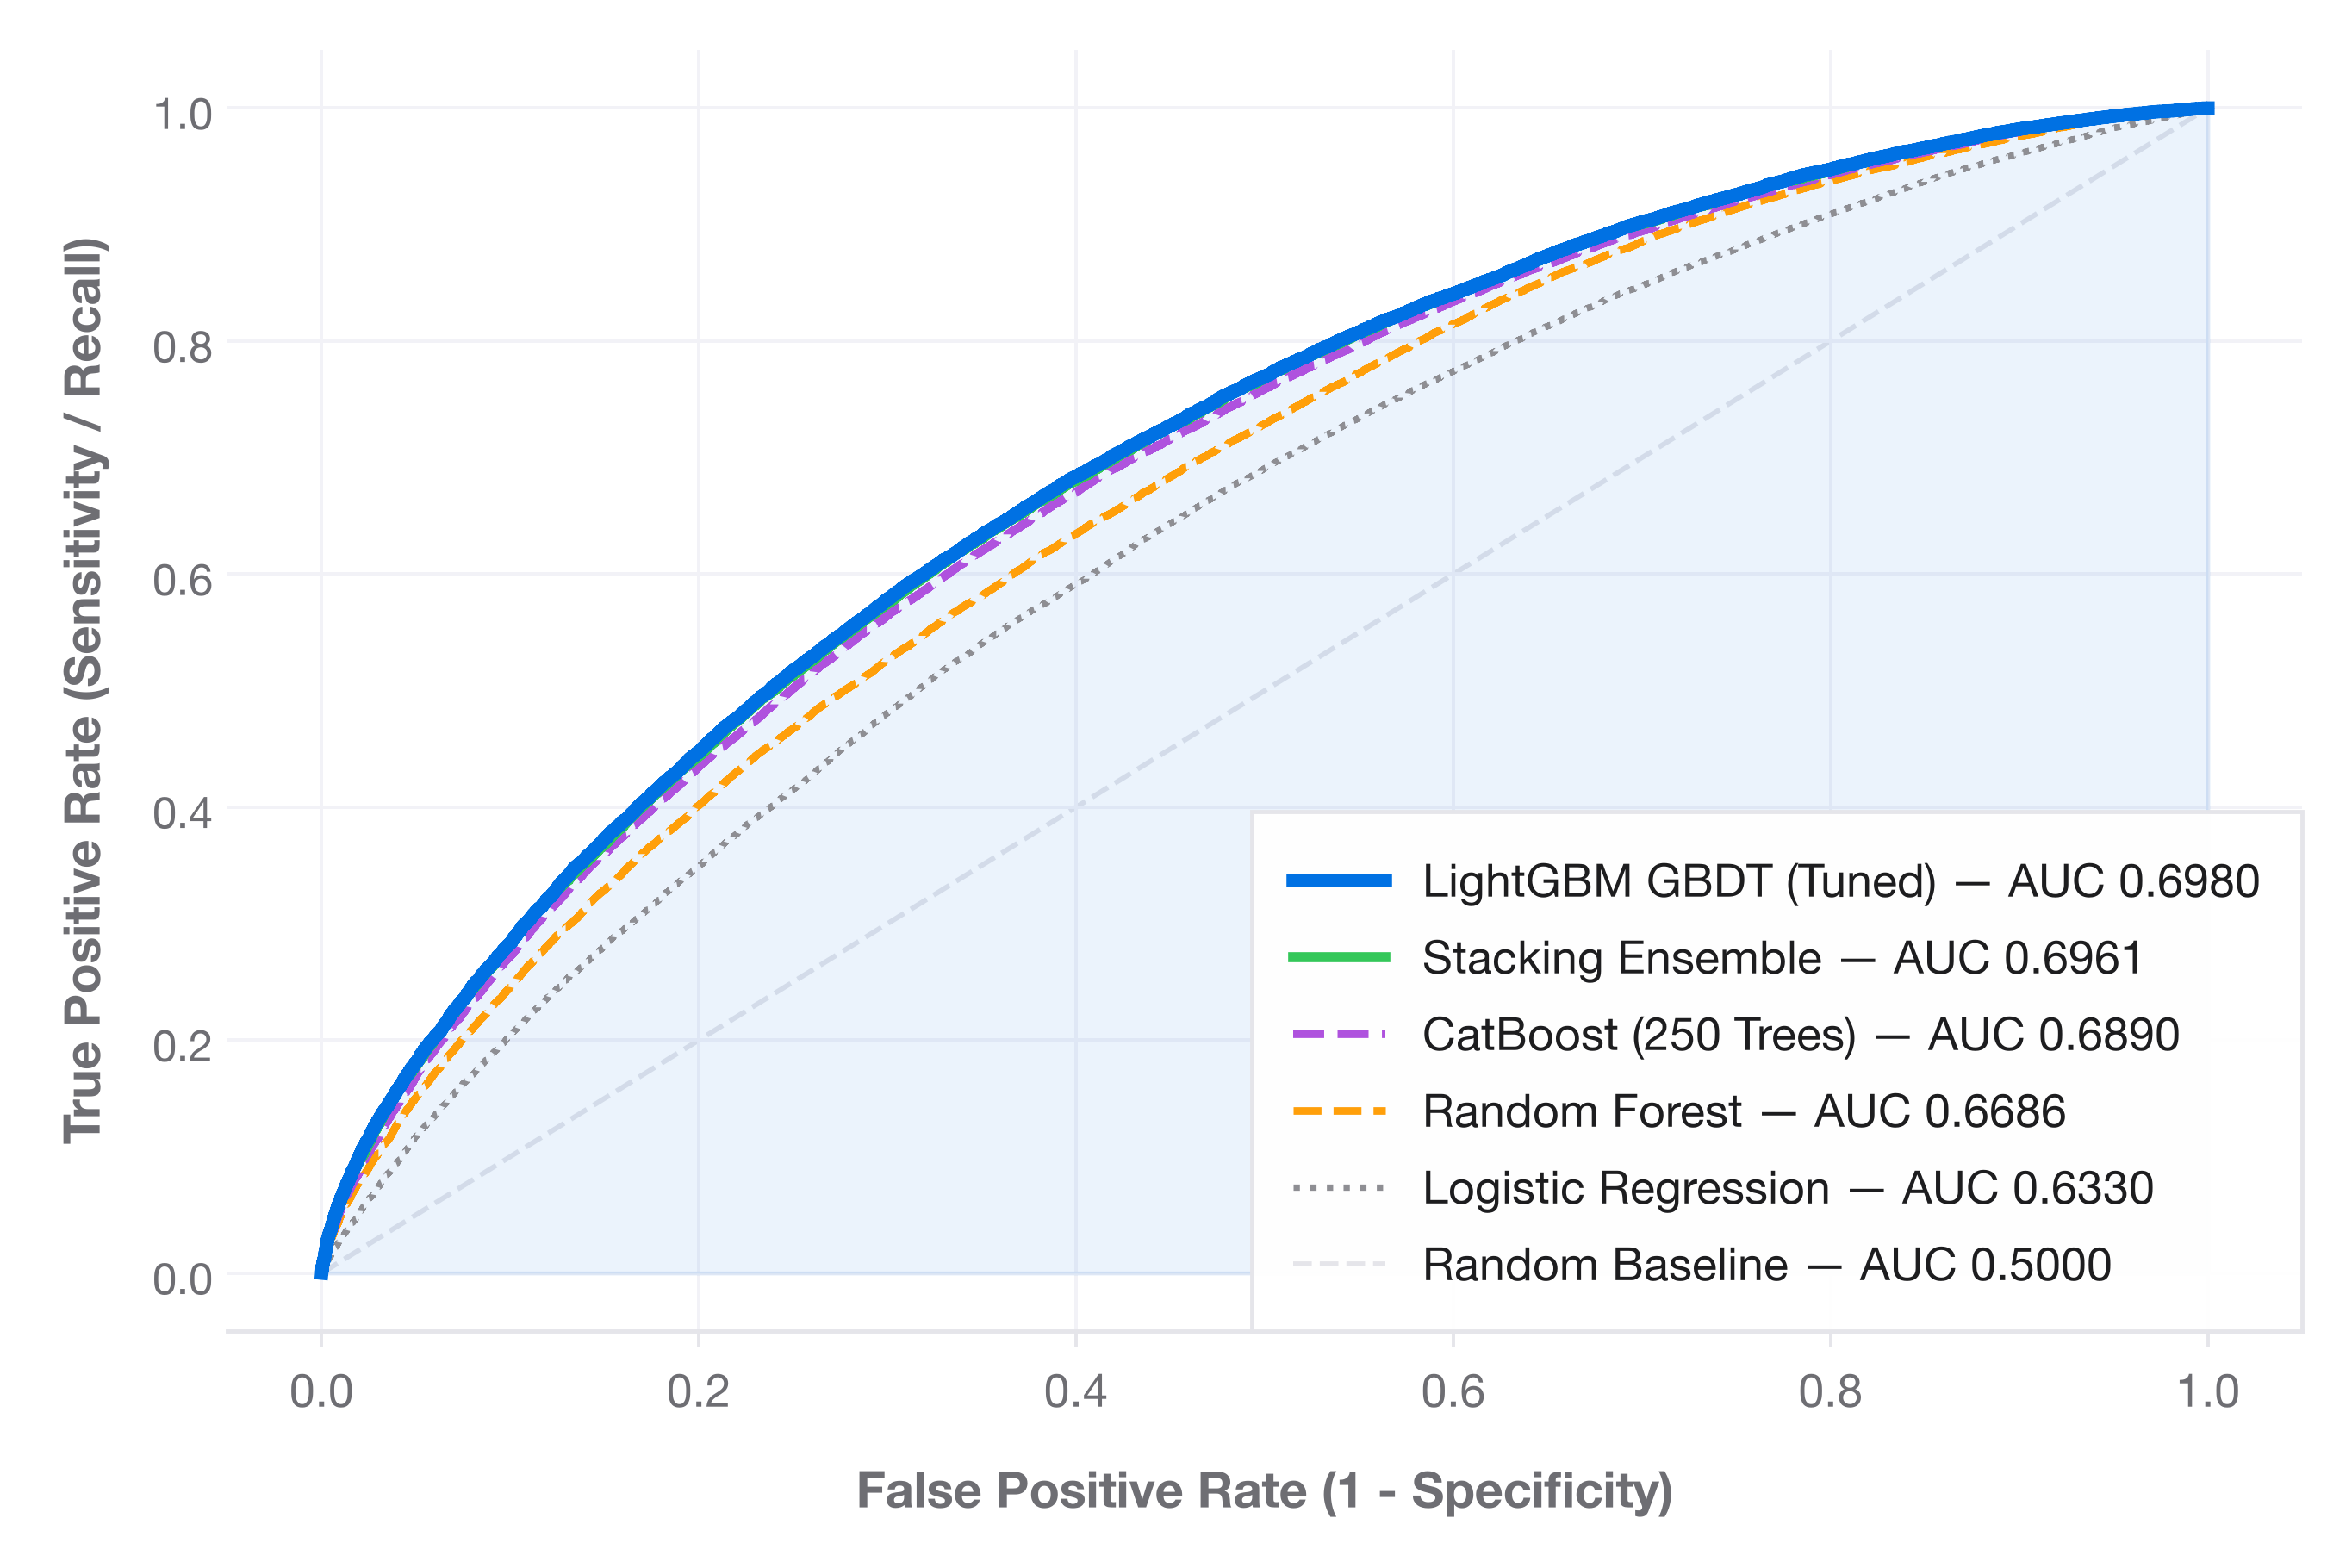 True Positive Rate (Sensitivity / Recall)
1.0
0.8
0.6
0.4
0.2
0.0
LightGBM GBDT (Tuned) — AUC 0.6980
Stacking Ensemble — AUC 0.6961
CatBoost (250 Trees) — AUC 0.6890
Random Forest — AUC 0.6686
Logistic Regression — AUC 0.6330
Random Baseline — AUC 0.5000
0.0 0.2 0.4 0.6 0.8 1.0
False Positive Rate (1 - Specificity)